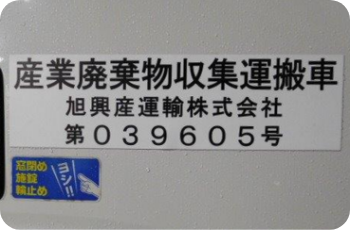 産業廃棄物収集運搬車
旭興産運輸株式会社
第039605号
窓閉め
施錠
輪止め
ヨシ!!